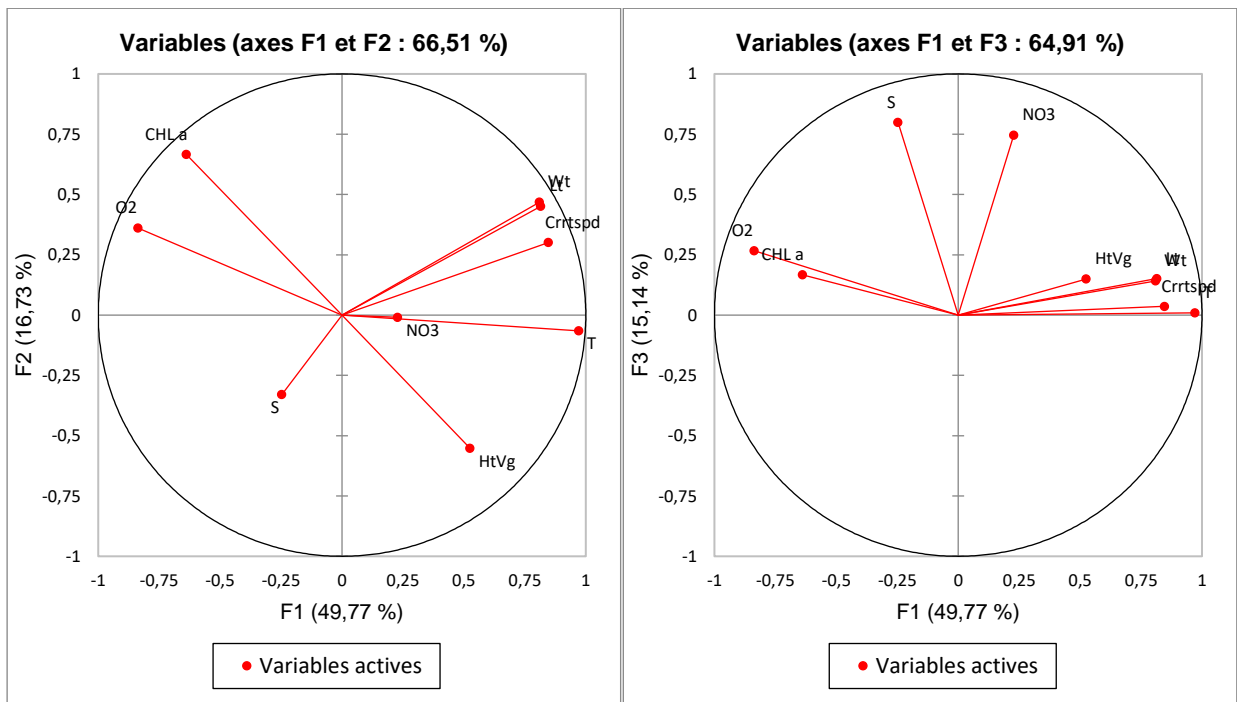 Variables (axes F1 et F2 : 66,51 %)
1
0,75
0,5
0,25
0
-0,25
-0,5
-0,75
-1
F2 (16,73 %)
CHL a
O2
Wt
Lt
Crrtspd
NO3
T
S
HtVg
-1
-0,75
-0,5
-0,25
0
0,25
0,5
0,75
1
F1 (49,77 %)
Variables actives
Variables (axes F1 et F3 : 64,91 %)
1
0,75
0,5
0,25
0
-0,25
-0,5
-0,75
-1
F3 (15,14 %)
S
NO3
O2
CHL a
HtVg
Wt
Lt
Crrtspd
T
-1
-0,75
-0,5
-0,25
0
0,25
0,5
0,75
1
F1 (49,77 %)
Variables actives